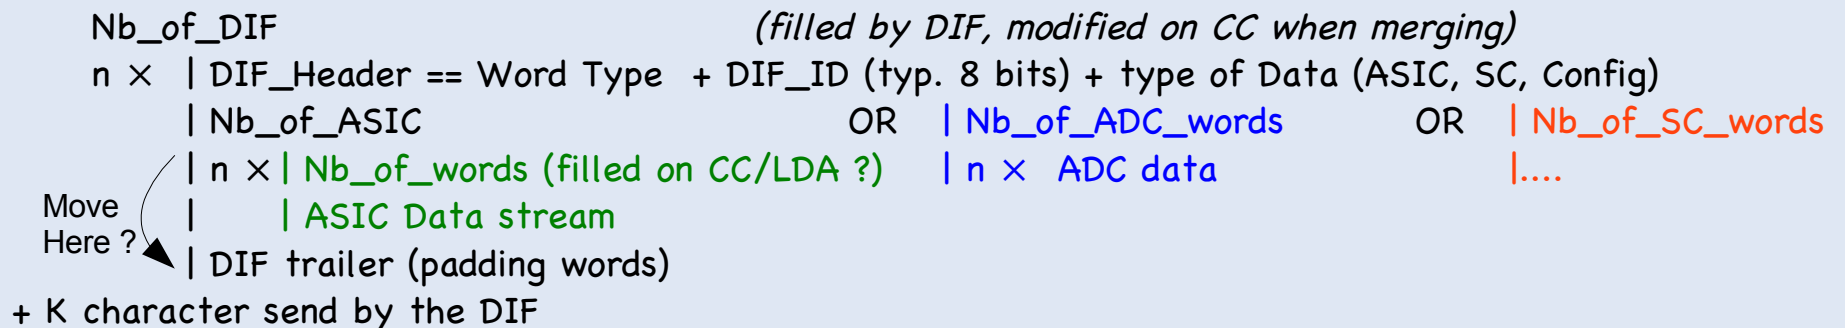 Nb_of_DIF (filled by DIF, modified on CC when merging)
n × | DIF_Header == Word Type + DIF_ID (typ. 8 bits) + type of Data (ASIC, SC, Config)
| Nb_of_ASIC OR | Nb_of_ADC_words OR | Nb_of_SC_words
| n × | Nb_of_words (filled on CC/LDA ?) | n × ADC data |....
Move
Here ?
| | ASIC Data stream
| DIF trailer (padding words)
+ K character send by the DIF